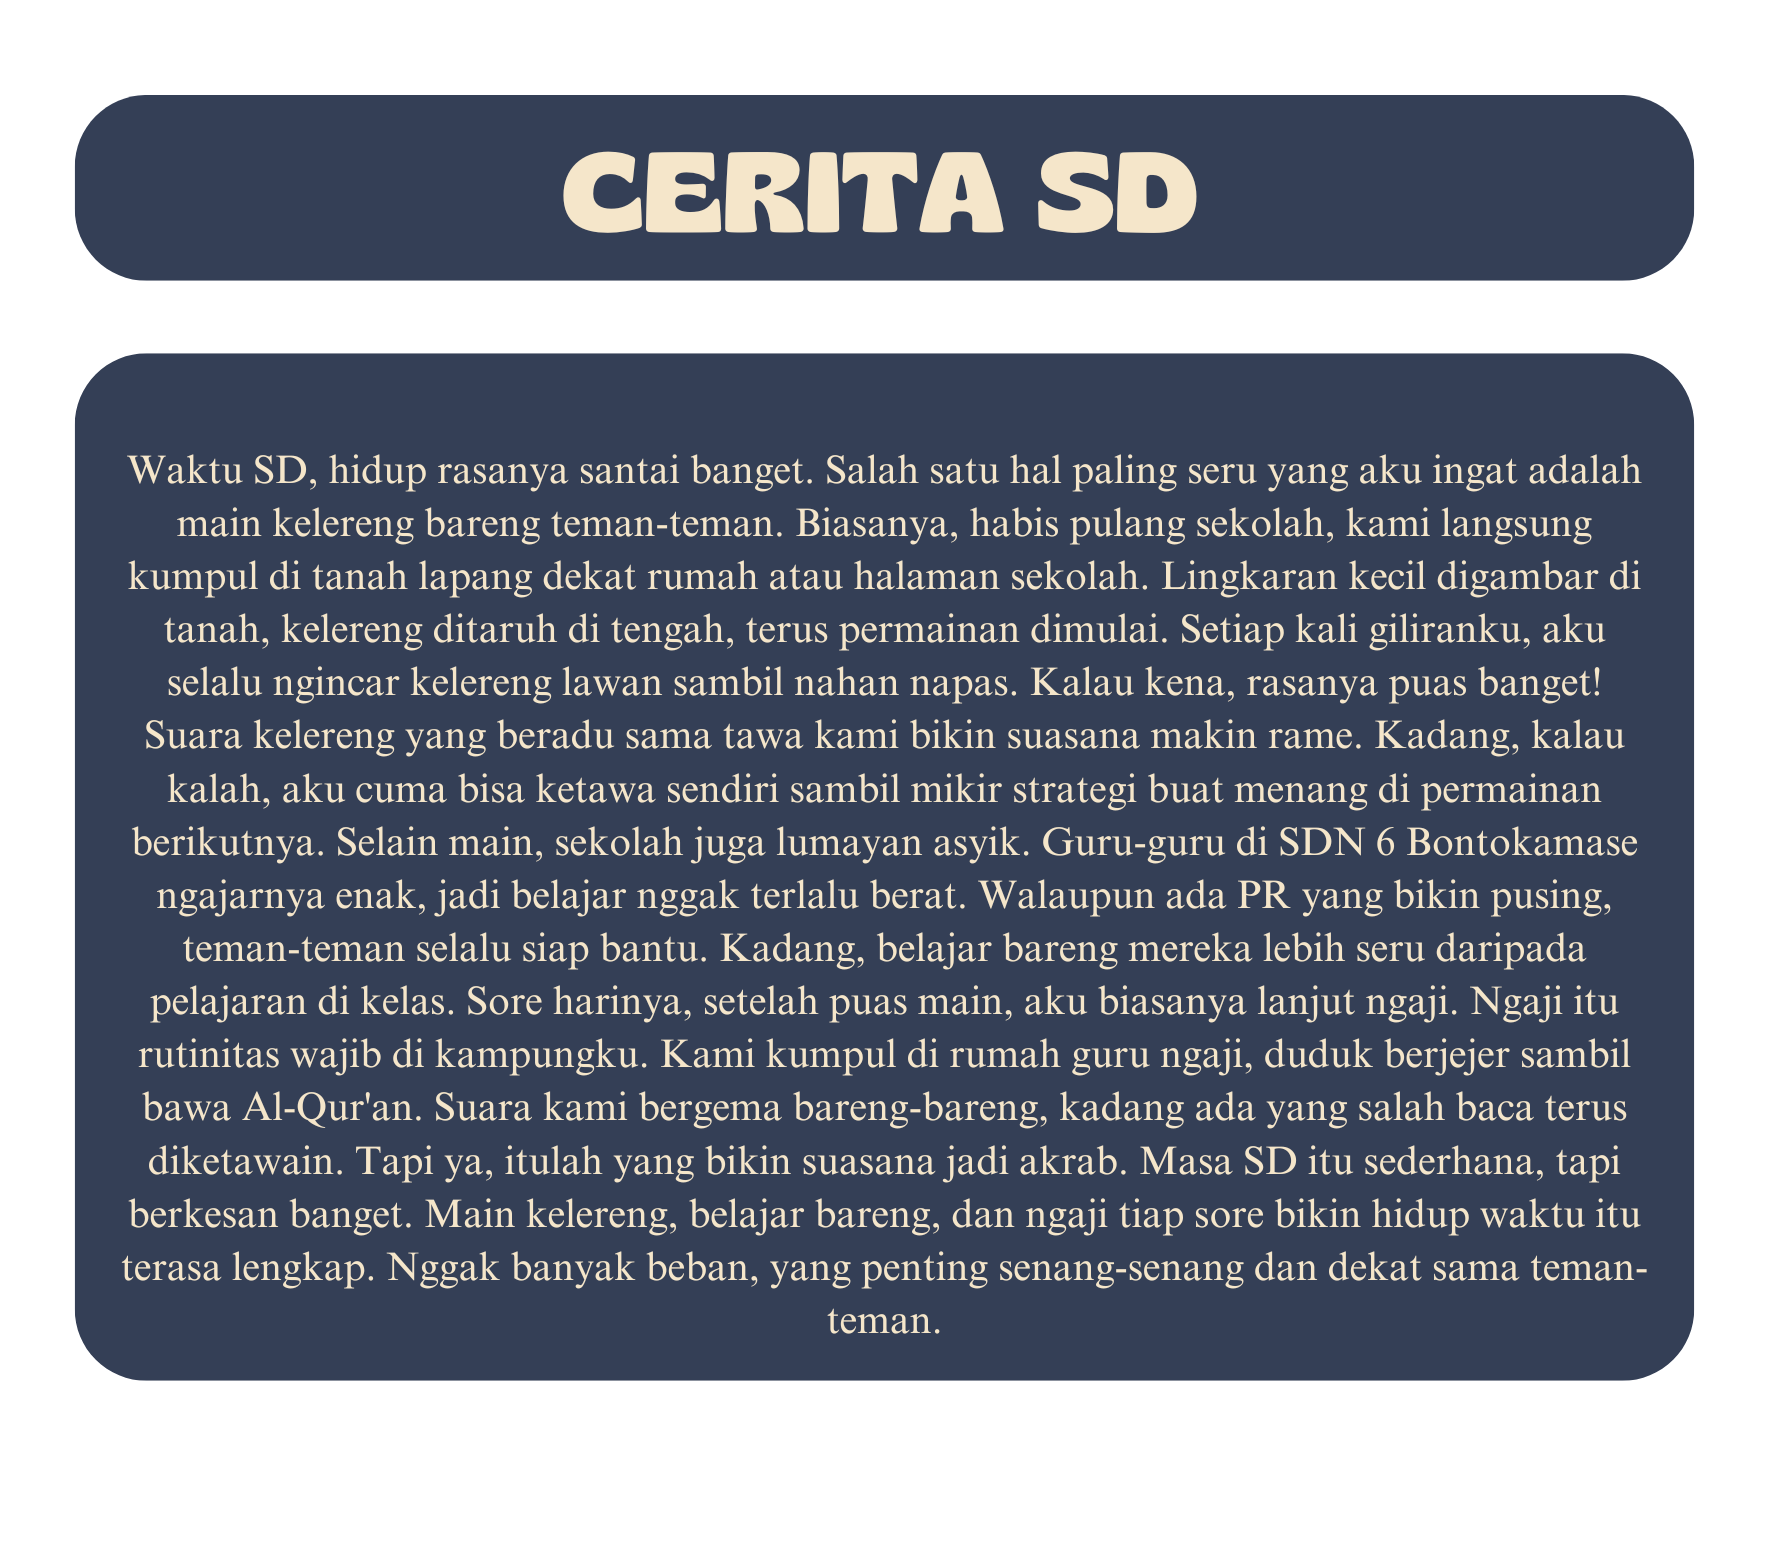 CERITA SD
Waktu SD, hidup rasanya santai banget. Salah satu hal paling seru yang aku ingat adalah
main kelereng bareng teman-teman. Biasanya, habis pulang sekolah, kami langsung
kumpul di tanah lapang dekat rumah atau halaman sekolah. Lingkaran kecil digambar di
tanah, kelereng ditaruh di tengah, terus permainan dimulai. Setiap kali giliranku, aku
selalu ngincar kelereng lawan sambil nahan napas. Kalau kena, rasanya puas banget!
Suara kelereng yang beradu sama tawa kami bikin suasana makin rame. Kadang, kalau
kalah, aku cuma bisa ketawa sendiri sambil mikir strategi buat menang di permainan
berikutnya. Selain main, sekolah juga lumayan asyik. Guru-guru di SDN 6 Bontokamase
ngajarnya enak, jadi belajar nggak terlalu berat. Walaupun ada PR yang bikin pusing,
teman-teman selalu siap bantu. Kadang, belajar bareng mereka lebih seru daripada
pelajaran di kelas. Sore harinya, setelah puas main, aku biasanya lanjut ngaji. Ngaji itu
rutinitas wajib di kampungku. Kami kumpul di rumah guru ngaji, duduk berjejer sambil
bawa Al-Qur'an. Suara kami bergema bareng-bareng, kadang ada yang salah baca terus
diketawain. Tapi ya, itulah yang bikin suasana jadi akrab. Masa SD itu sederhana, tapi
berkesan banget. Main kelereng, belajar bareng, dan ngaji tiap sore bikin hidup waktu itu
terasa lengkap. Nggak banyak beban, yang penting senang-senang dan dekat sama teman-
teman.